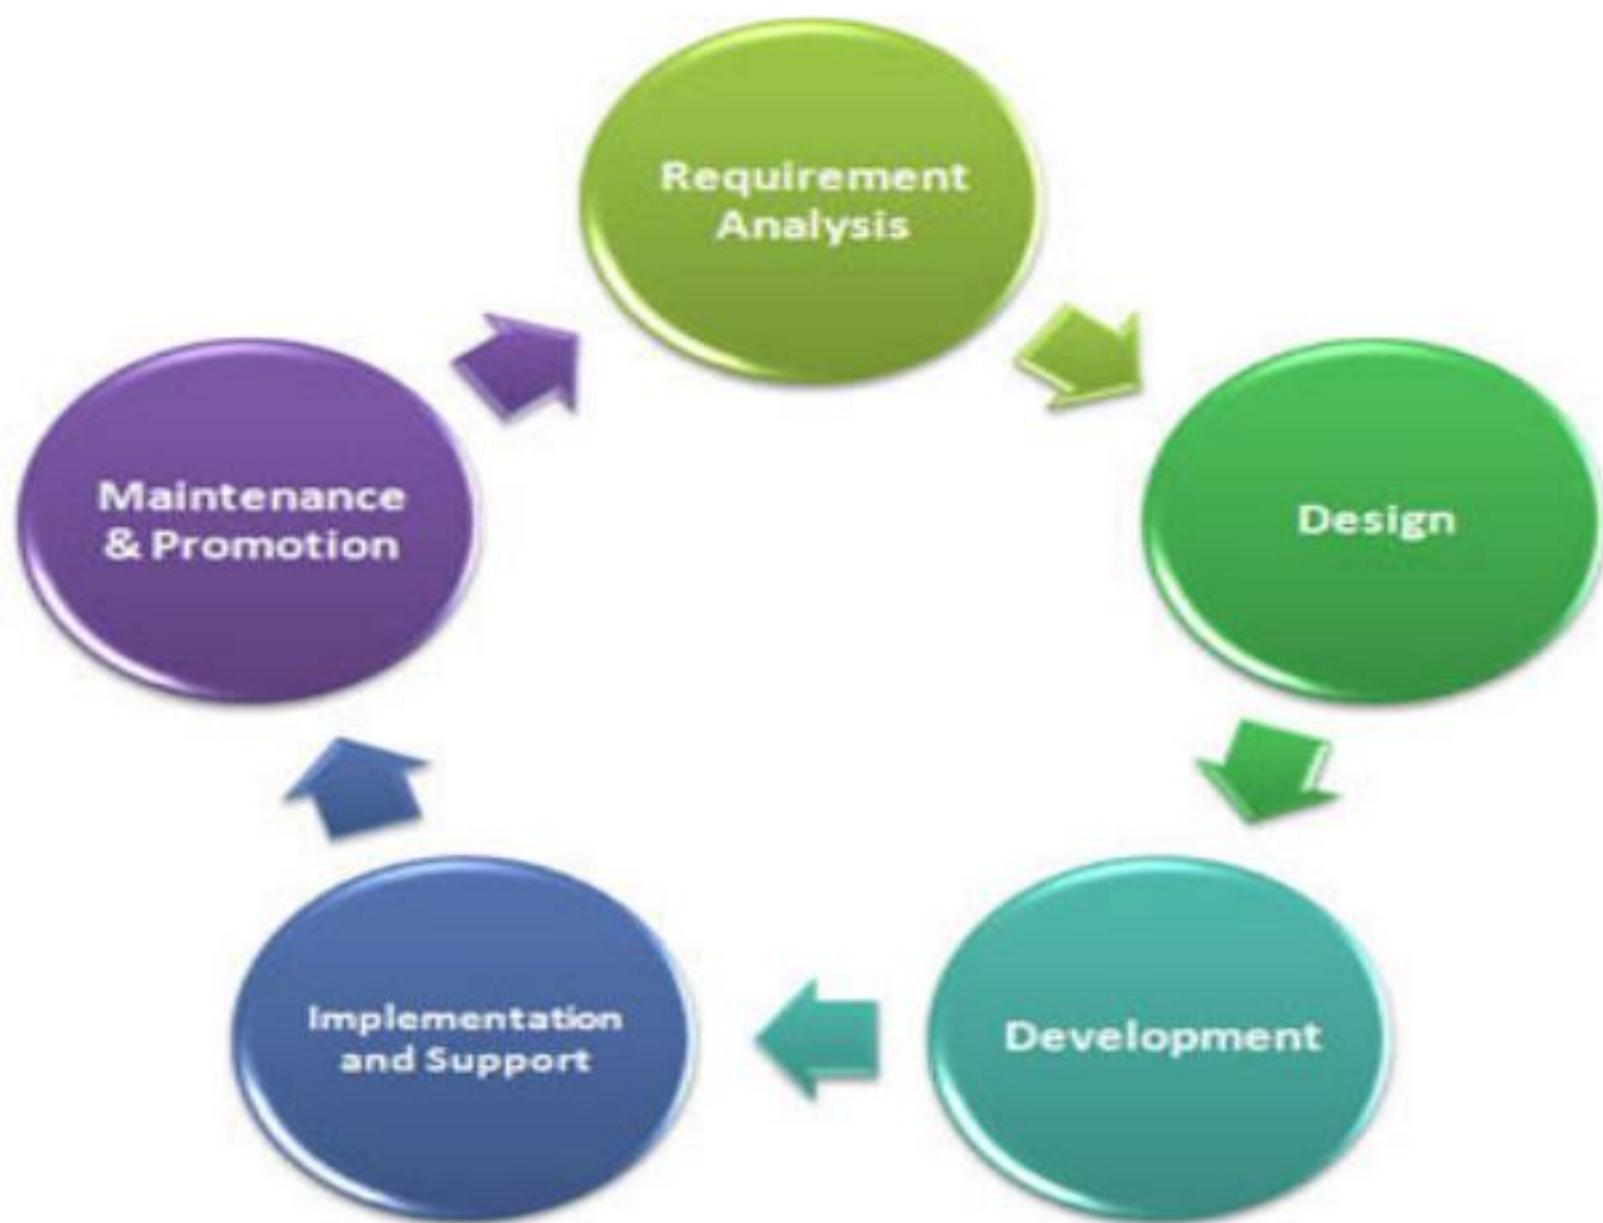 Requirement
Analysis
Design
Development
Implementation
and Support
Maintenance
& Promotion